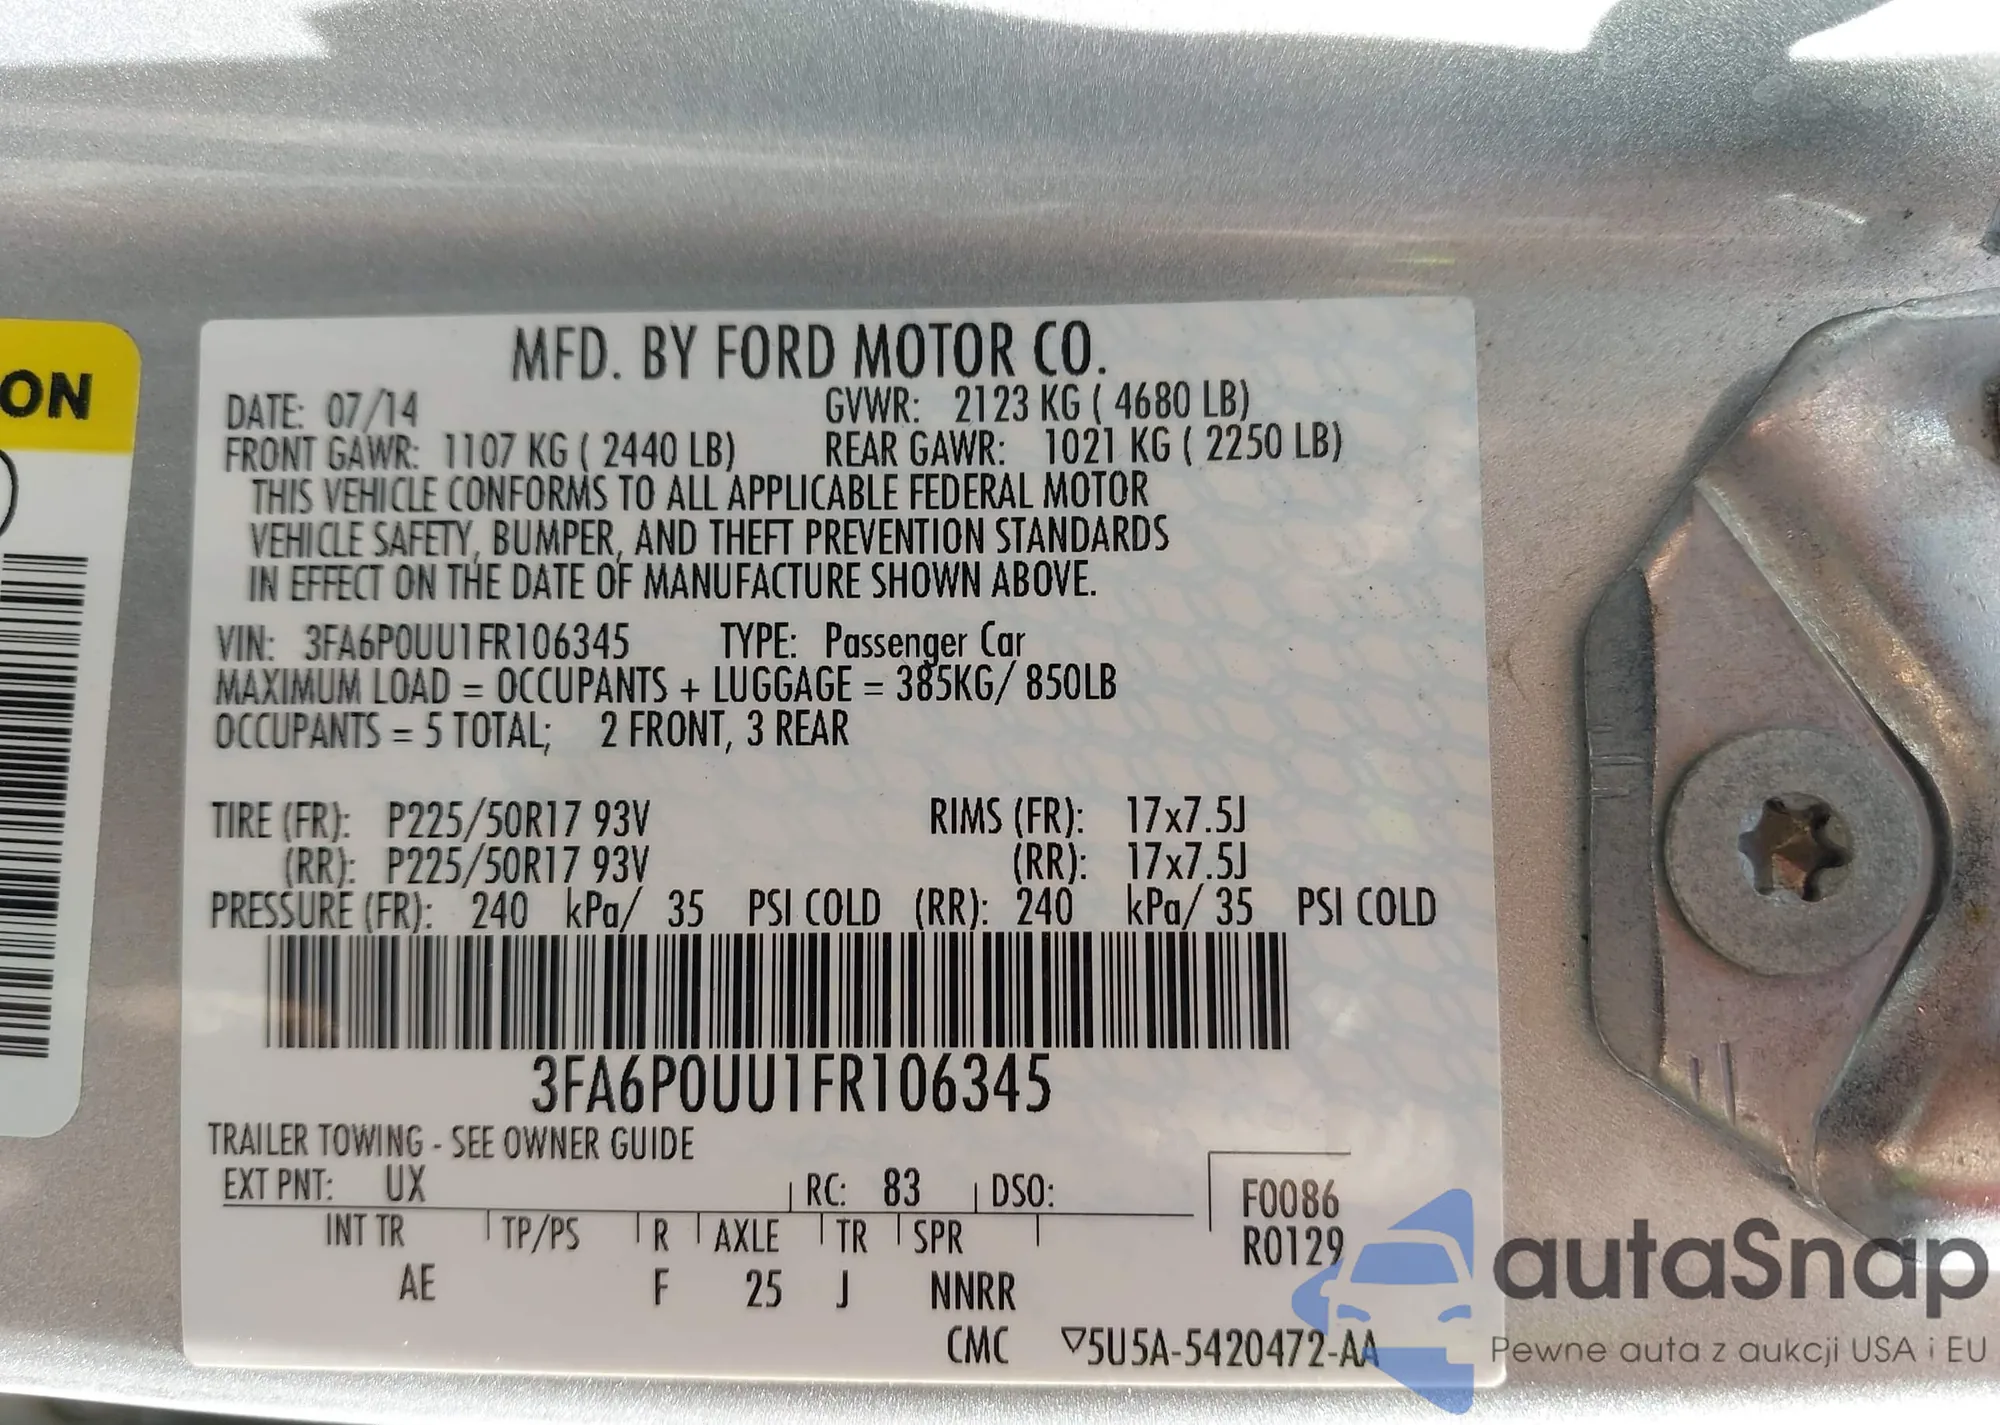 ON
MFD. BY FORD MOTOR CO.
DATE: 07/14 GVWR: 2123 KG ( 4680 LB)
FRONT GAWR: 1107 KG ( 2440 LB) REAR GAWR: 1021 KG ( 2250 LB)
THIS VEHICLE CONFORMS TO ALL APPLICABLE FEDERAL MOTOR
VEHICLE SAFETY, BUMPER, AND THEFT PREVENTION STANDARDS
IN EFFECT ON THE DATE OF MANUFACTURE SHOWN ABOVE.
VIN: 3FA6P0UU1FR106345 TYPE: Passenger Car
MAXIMUM LOAD = OCCUPANTS + LUGGAGE = 385KG/ 850LB
OCCUPANTS = 5 TOTAL; 2 FRONT, 3 REAR
TIRE (FR): P225/50R17 93V RIMS (FR): 17x7.5J
(RR): P225/50R17 93V (RR): 17x7.5J
PRESSURE (FR): 240 kPa/ 35 PSI COLD (RR): 240 kPa/ 35 PSI COLD
3FA6P0UU1FR106345
TRAILER TOWING - SEE OWNER GUIDE
EXT PNT: UX RC: 83 DSO:
F0086
R0129
INT TR TP/PS R AXLE TR SPR
AE F 25 J NNRR
CMC ▽5U5A-5420472-AA
autaSnap
Pewne auta z aukcji USA i EU